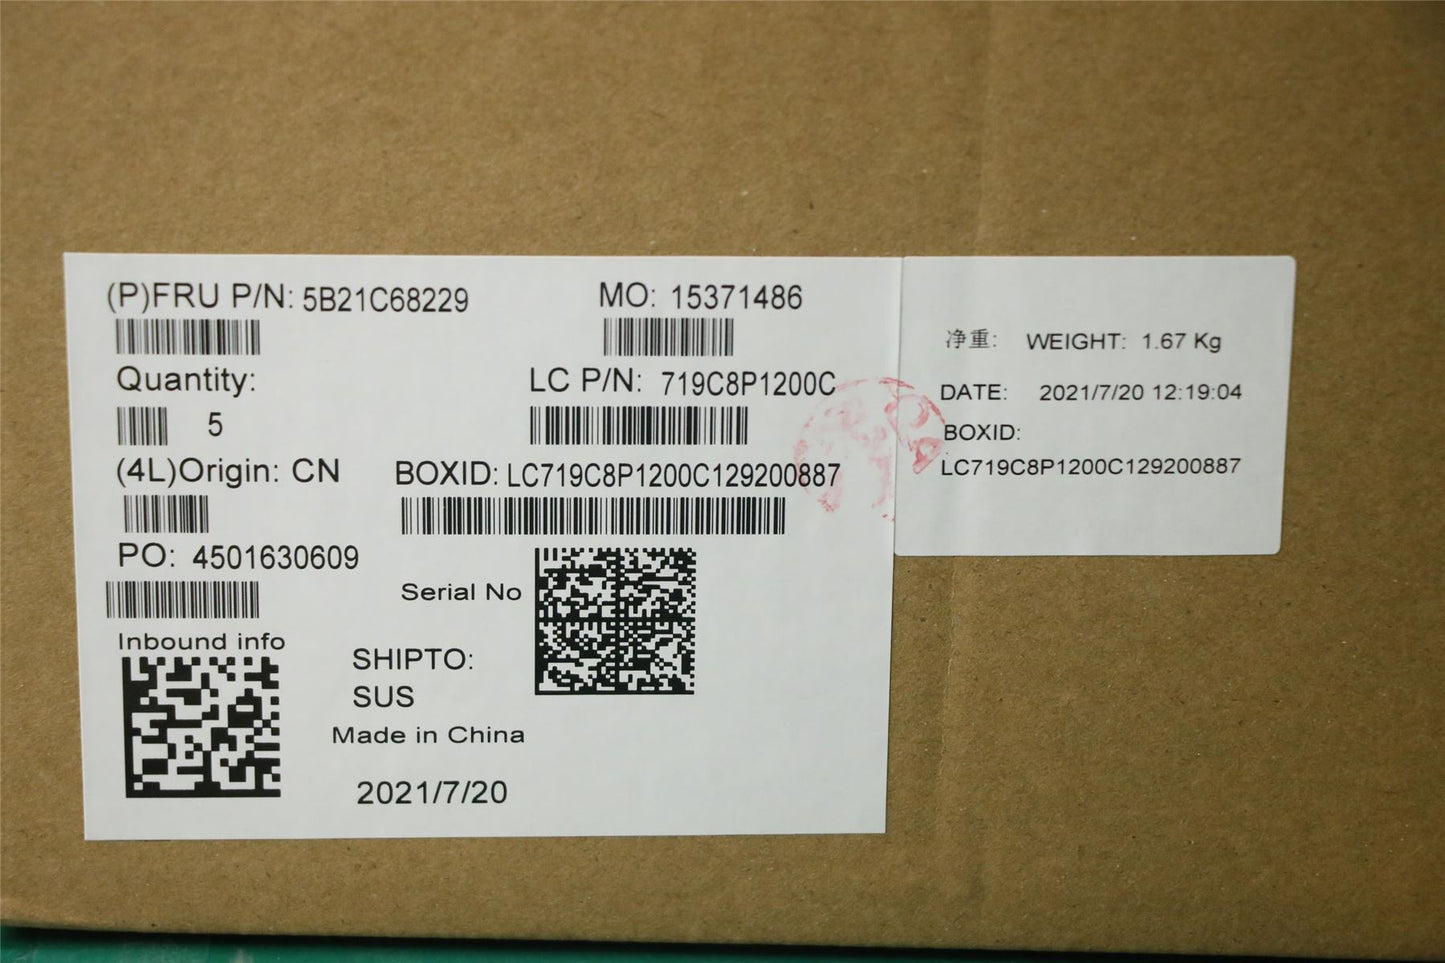 (P)FRU P/N: 5B21C68229
MO: 15371486
Quantity:
5
LC P/N: 719C8P1200C
(4L)Origin: CN
BOXID: LC719C8P1200C129200887
PO: 4501630609
Serial No
Inbound info
SHIPTO:
SUS
Made in China
2021/7/20
净重: WEIGHT: 1.67 Kg
DATE: 2021/7/20 12:19:04
BOXID:
LC719C8P1200C129200887